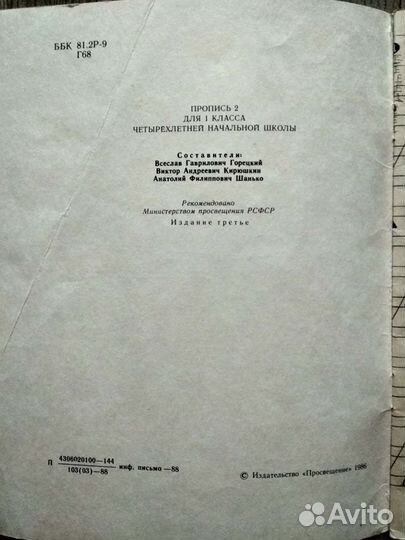 ББК 81.2Р-9
Г68
ПРОПИСЬ 2
ДЛЯ 1 КЛАССА
ЧЕТЫРЕХЛЕТНЕЙ НАЧАЛЬНОЙ ШКОЛЫ
Составители:
Всеслав Гаврилович Горецкий
Виктор Андреевич Кирюшкин
Анатолий Филиппович Шанько
Рекомендовано
Министерством просвещения РСФСР
Издание третье
П 4306020100—144
103(03)—88 инф. письмо—88
© Издательство «Просвещение» 1986
Avito